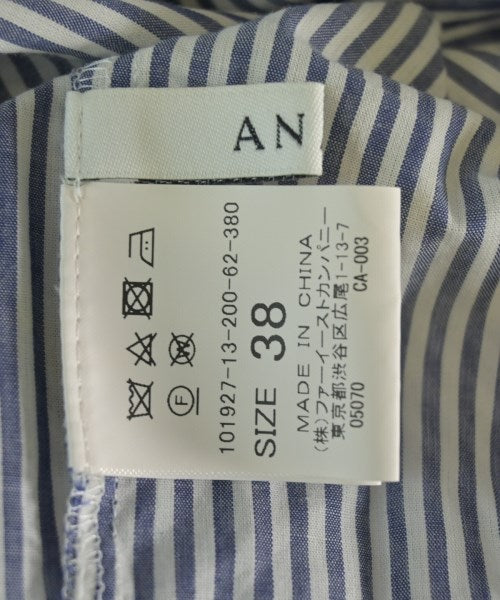 AN
F
101927-13-200-62-380
SIZE 38
MADE IN CHINA
(株)ファーイーストカンパニー
東京都渋谷区広尾1-13-7
05070 CA-003